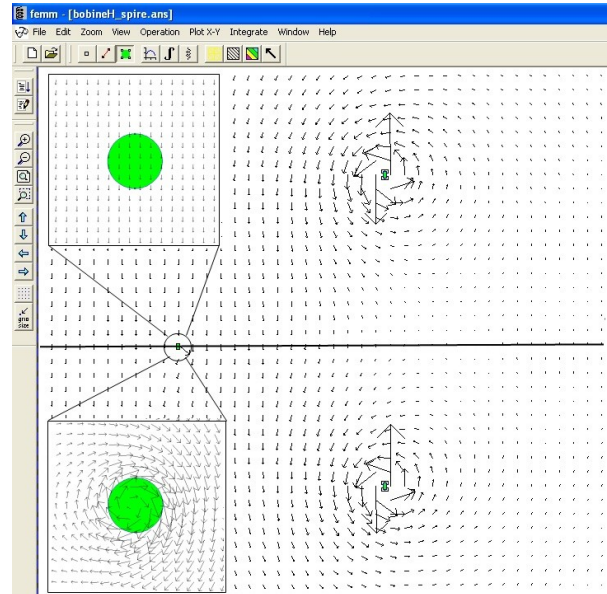 femm - [bobineH_spire.ans]
File Edit Zoom View Operation Plot X-Y Integrate Window Help
grid
size